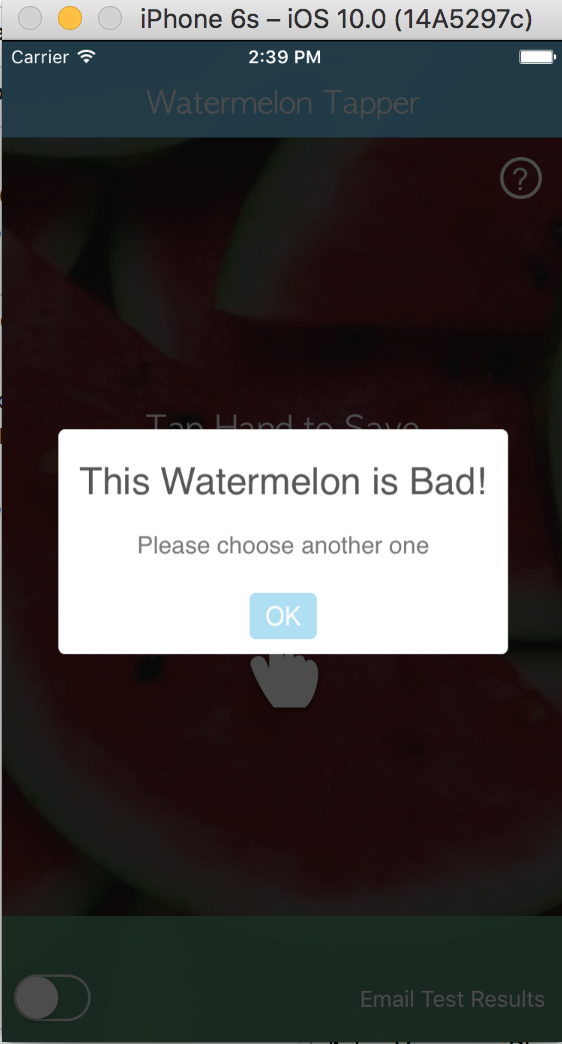 iPhone 6s – iOS 10.0 (14A5297c)
Carrier 2:39 PM
Watermelon Tapper
?
Tap Hand to Save
This Watermelon is Bad!
Please choose another one
OK
Email Test Results